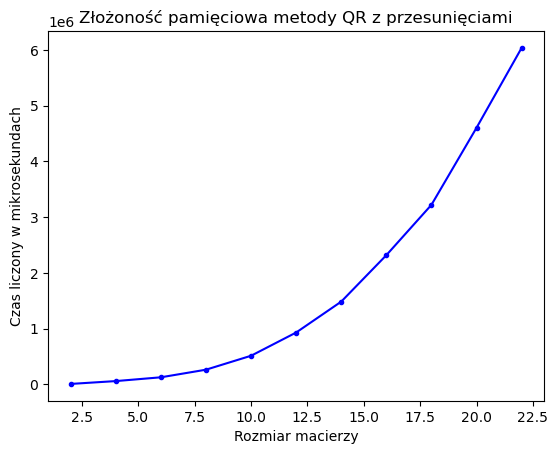 Złożoność pamięciowa metody QR z przesunięciami
1e6
6
5
4
3
2
1
0
Czas liczony w mikrosekundach
2.5 5.0 7.5 10.0 12.5 15.0 17.5 20.0 22.5
Rozmiar macierzy